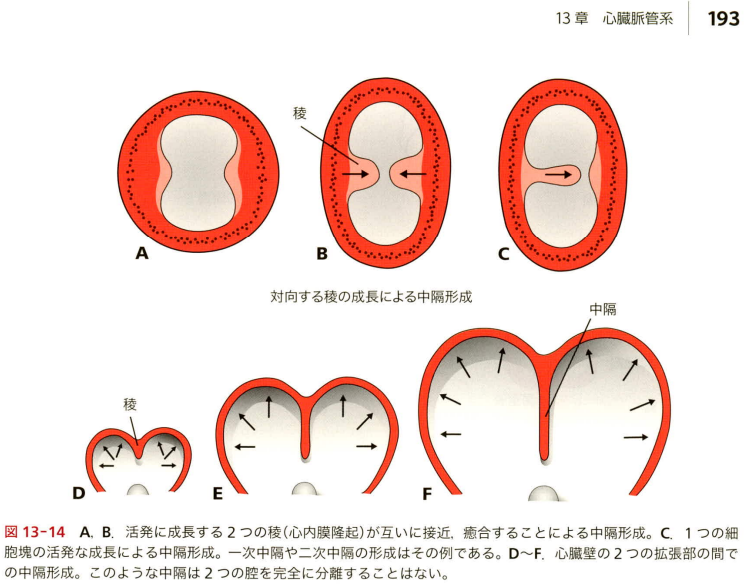 13 章　心臓脈管系　193
稜
A
B
C
対向する稜の成長による中隔形成
中隔
稜
D
E
F
図 13-14　A，B．活発に成長する 2 つの稜(心内膜隆起)が互いに接近，癒合することによる中隔形成。C．1 つの細
胞塊の活発な成長による中隔形成。一次中隔や二次中隔の形成はその例である。D～F．心臓壁の 2 つの拡張部の間で
の中隔形成。このような中隔は 2 つの腔を完全に分離することはない。